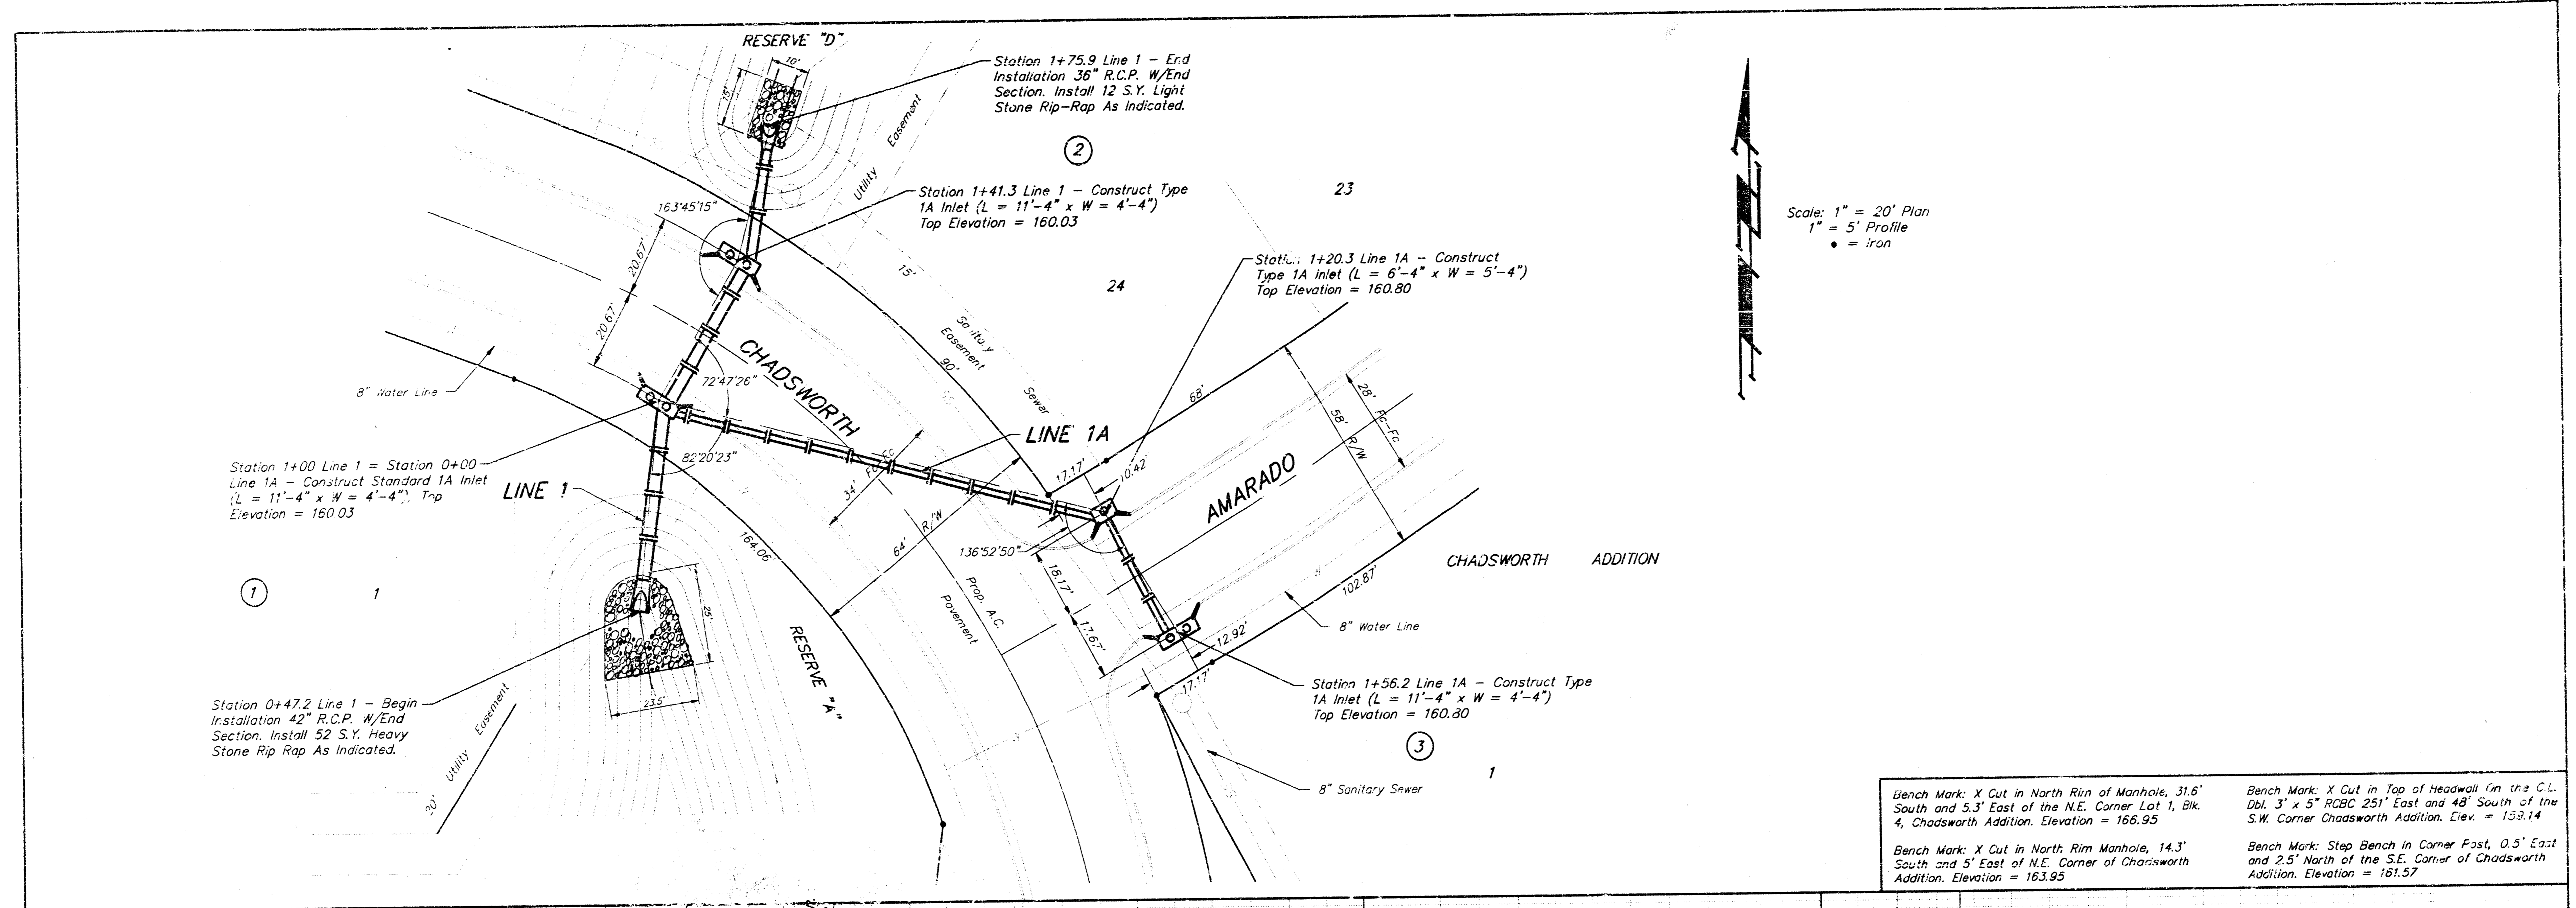 RESERVE "D"
10'
15'
Station 1+75.9 Line 1 - End
Installation 36" R.C.P. W/End
Section. Install 12 S.Y. Light
Stone Rip-Rap As Indicated.
Utility Easement
2
163°45'15"
Station 1+41.3 Line 1 - Construct Type
1A Inlet (L = 11'-4" x W = 4'-4")
Top Elevation = 160.03
23
Scale: 1" = 20' Plan
1" = 5' Profile
● = Iron
20.67'
20.67'
15'
24
Station 1+20.3 Line 1A - Construct
Type 1A Inlet (L = 6'-4" x W = 5'-4")
Top Elevation = 160.80
Sanitary
Easement
Sewer
90'
CHADSWORTH
72°47'26"
8" Water Line
68'
28' Fc-Fc
58' R/W
LINE 1A
82°20'23"
34' Fc-Fc
17.17'
10.42'
AMARADO
Station 1+00 Line 1 = Station 0+00
Line 1A - Construct Standard 1A Inlet
(L = 11'-4" x W = 4'-4"). Top
Elevation = 160.03
LINE 1
R/W
64'
164.06'
136°52'50"
CHADSWORTH ADDITION
102.87'
1
1
25'
18.17'
17.67'
Prop. A.C.
Pavement
8" Water Line
12.92'
17.17'
RESERVE "A"
23.5'
Station 0+47.2 Line 1 - Begin
Installation 42" R.C.P. W/End
Section. Install 52 S.Y. Heavy
Stone Rip Rap As Indicated.
20' Utility Easement
Station 1+56.2 Line 1A - Construct Type
1A Inlet (L = 11'-4" x W = 4'-4")
Top Elevation = 160.80
3
1
8" Sanitary Sewer
Bench Mark: X Cut in North Rim of Manhole, 31.6'
South and 5.3' East of the N.E. Corner Lot 1, Blk.
4, Chadsworth Addition. Elevation = 166.95
Bench Mark: X Cut in North Rim Manhole, 14.3'
South and 5' East of N.E. Corner of Chadsworth
Addition. Elevation = 163.95
Bench Mark: X Cut in Top of Headwall On the C.L.
Dbl. 3' x 5" RCBC 251' East and 48' South of the
S.W. Corner Chadsworth Addition. Elev. = 159.14
Bench Mark: Step Bench in Corner Post, 0.5' East
and 2.5' North of the S.E. Corner of Chadsworth
Addition. Elevation = 161.57